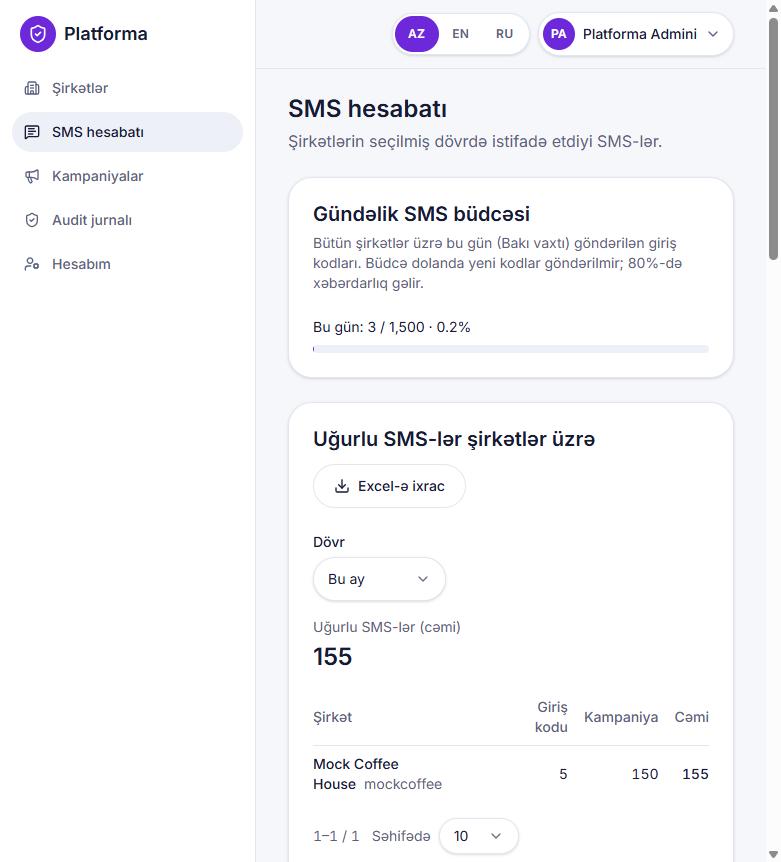 Platforma
AZ EN RU
PA Platforma Admini
Şirkətlər
SMS hesabatı
Kampaniyalar
Audit jurnalı
Hesabım
SMS hesabatı
Şirkətlərin seçilmiş dövrdə istifadə etdiyi SMS-lər.
Gündəlik SMS büdcəsi
Bütün şirkətlər üzrə bu gün (Bakı vaxtı) göndərilən giriş
kodları. Büdcə dolanda yeni kodlar göndərilmir; 80%-də
xəbərdarlıq gəlir.
Bu gün: 3 / 1,500 · 0.2%
Uğurlu SMS-lər şirkətlər üzrə
Excel-ə ixrac
Dövr
Bu ay
Uğurlu SMS-lər (cəmi)
155
Şirkət Giriş kodu Kampaniya Cəmi
Mock Coffee
House mockcoffee 5 150 155
1–1 / 1 Səhifədə 10